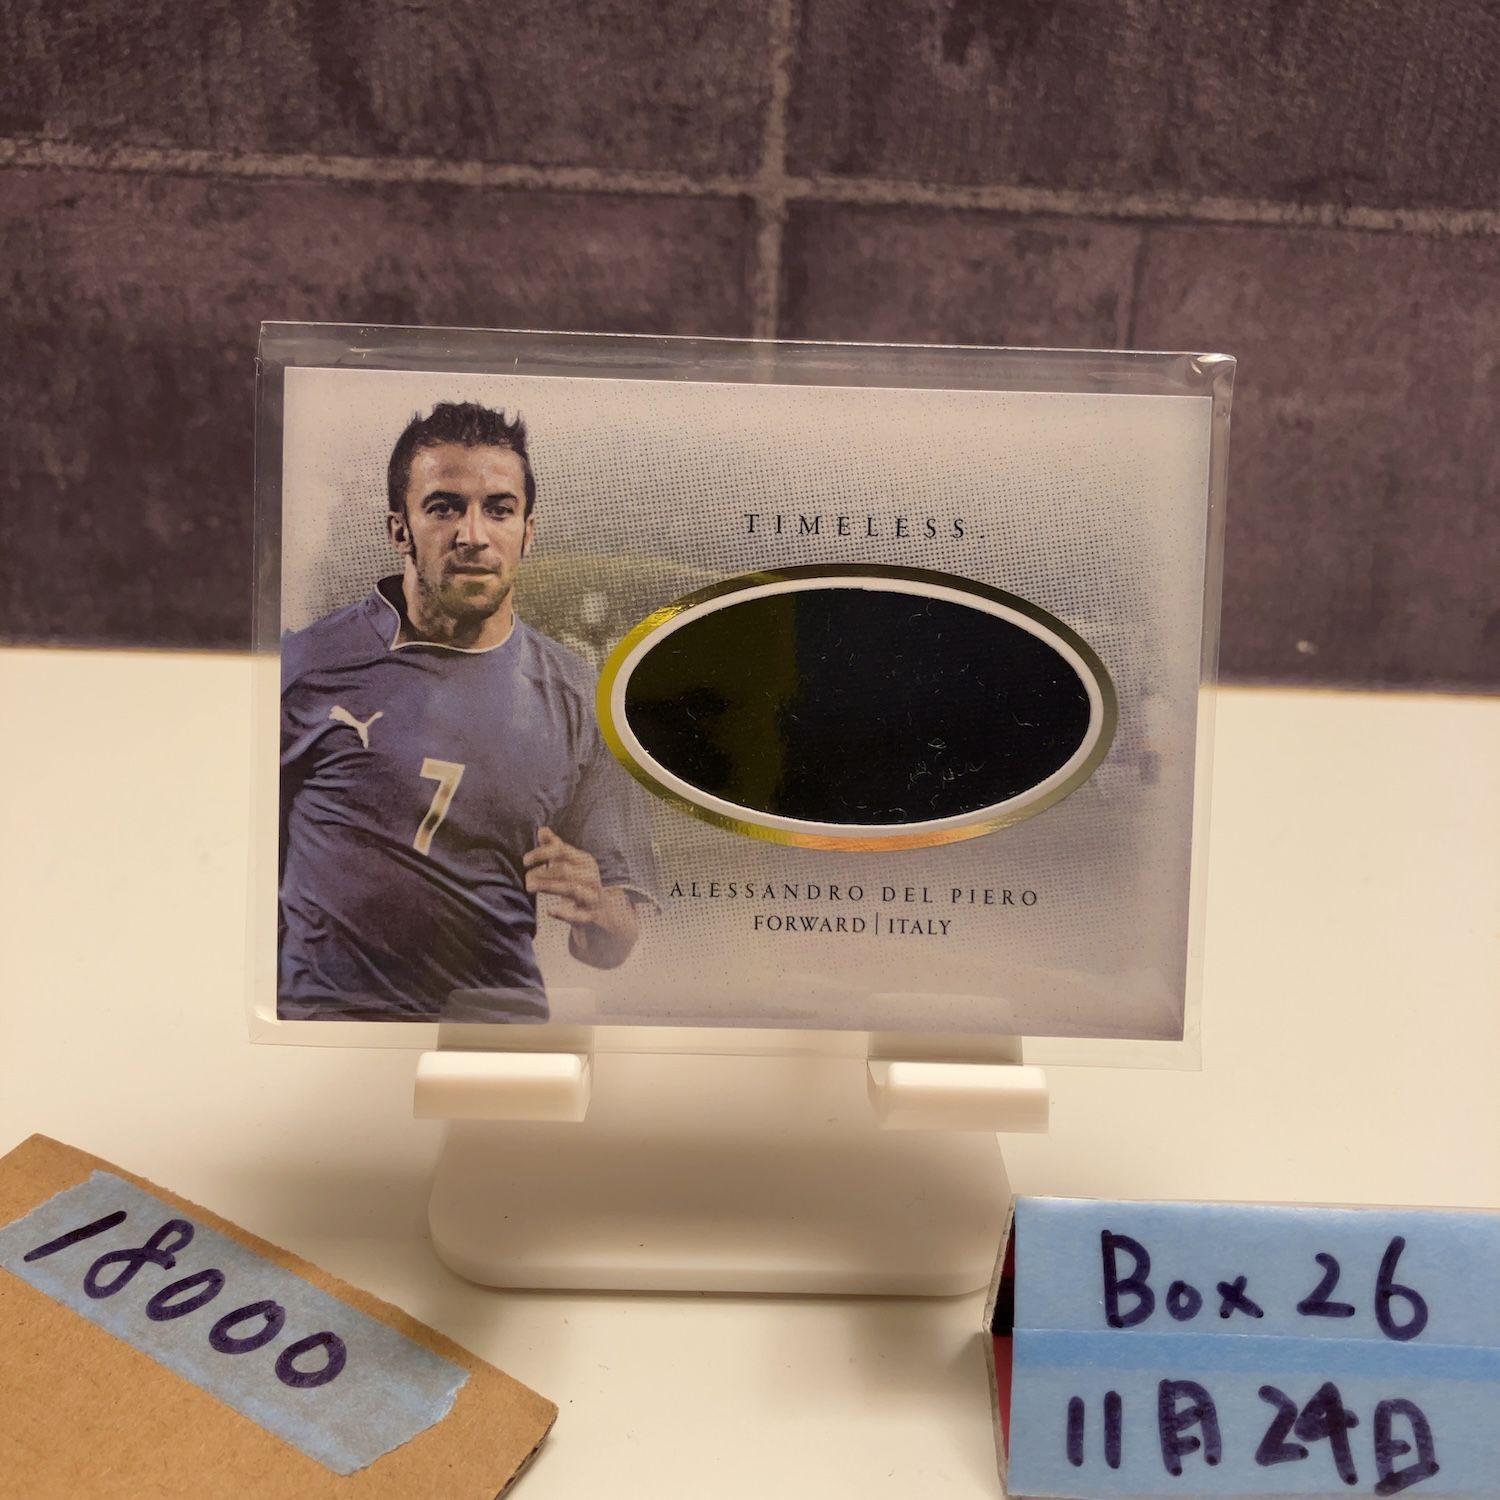 TIMELESS.
7
ALESSANDRO DEL PIERO
FORWARD | ITALY
18000
Box 26
11月24日